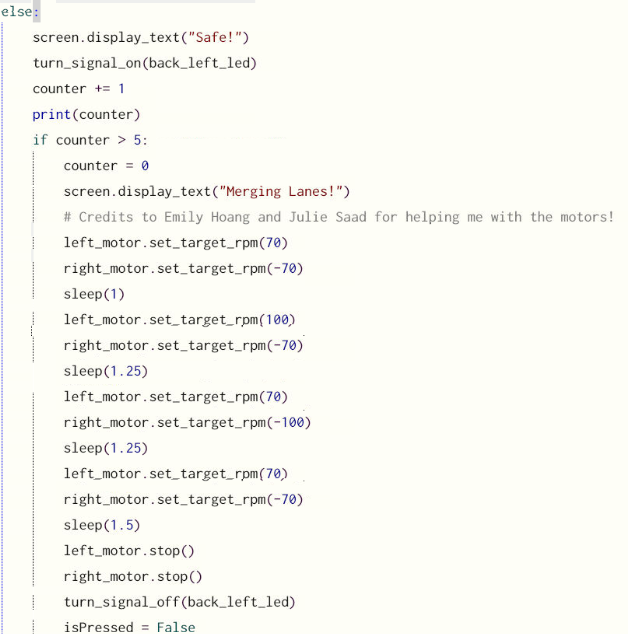 else:
screen.display_text("Safe!")
turn_signal_on(back_left_led)
counter += 1
print(counter)
if counter > 5:
counter = 0
screen.display_text("Merging Lanes!")
# Credits to Emily Hoang and Julie Saad for helping me with the motors!
left_motor.set_target_rpm(70)
right_motor.set_target_rpm(-70)
sleep(1)
left_motor.set_target_rpm(100)
right_motor.set_target_rpm(-70)
sleep(1.25)
left_motor.set_target_rpm(70)
right_motor.set_target_rpm(-100)
sleep(1.25)
left_motor.set_target_rpm(70)
right_motor.set_target_rpm(-70)
sleep(1.5)
left_motor.stop()
right_motor.stop()
turn_signal_off(back_left_led)
isPressed = False